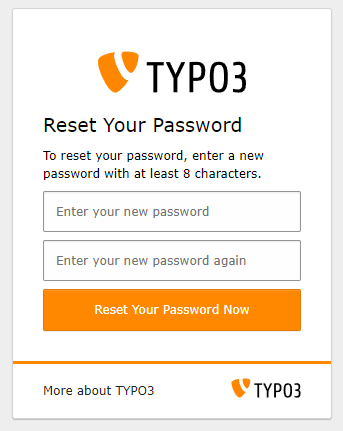 TYPO3
Reset Your Password
To reset your password, enter a new
password with at least 8 characters.
Enter your new password
Enter your new password again
Reset Your Password Now
More about TYPO3
TYPO3